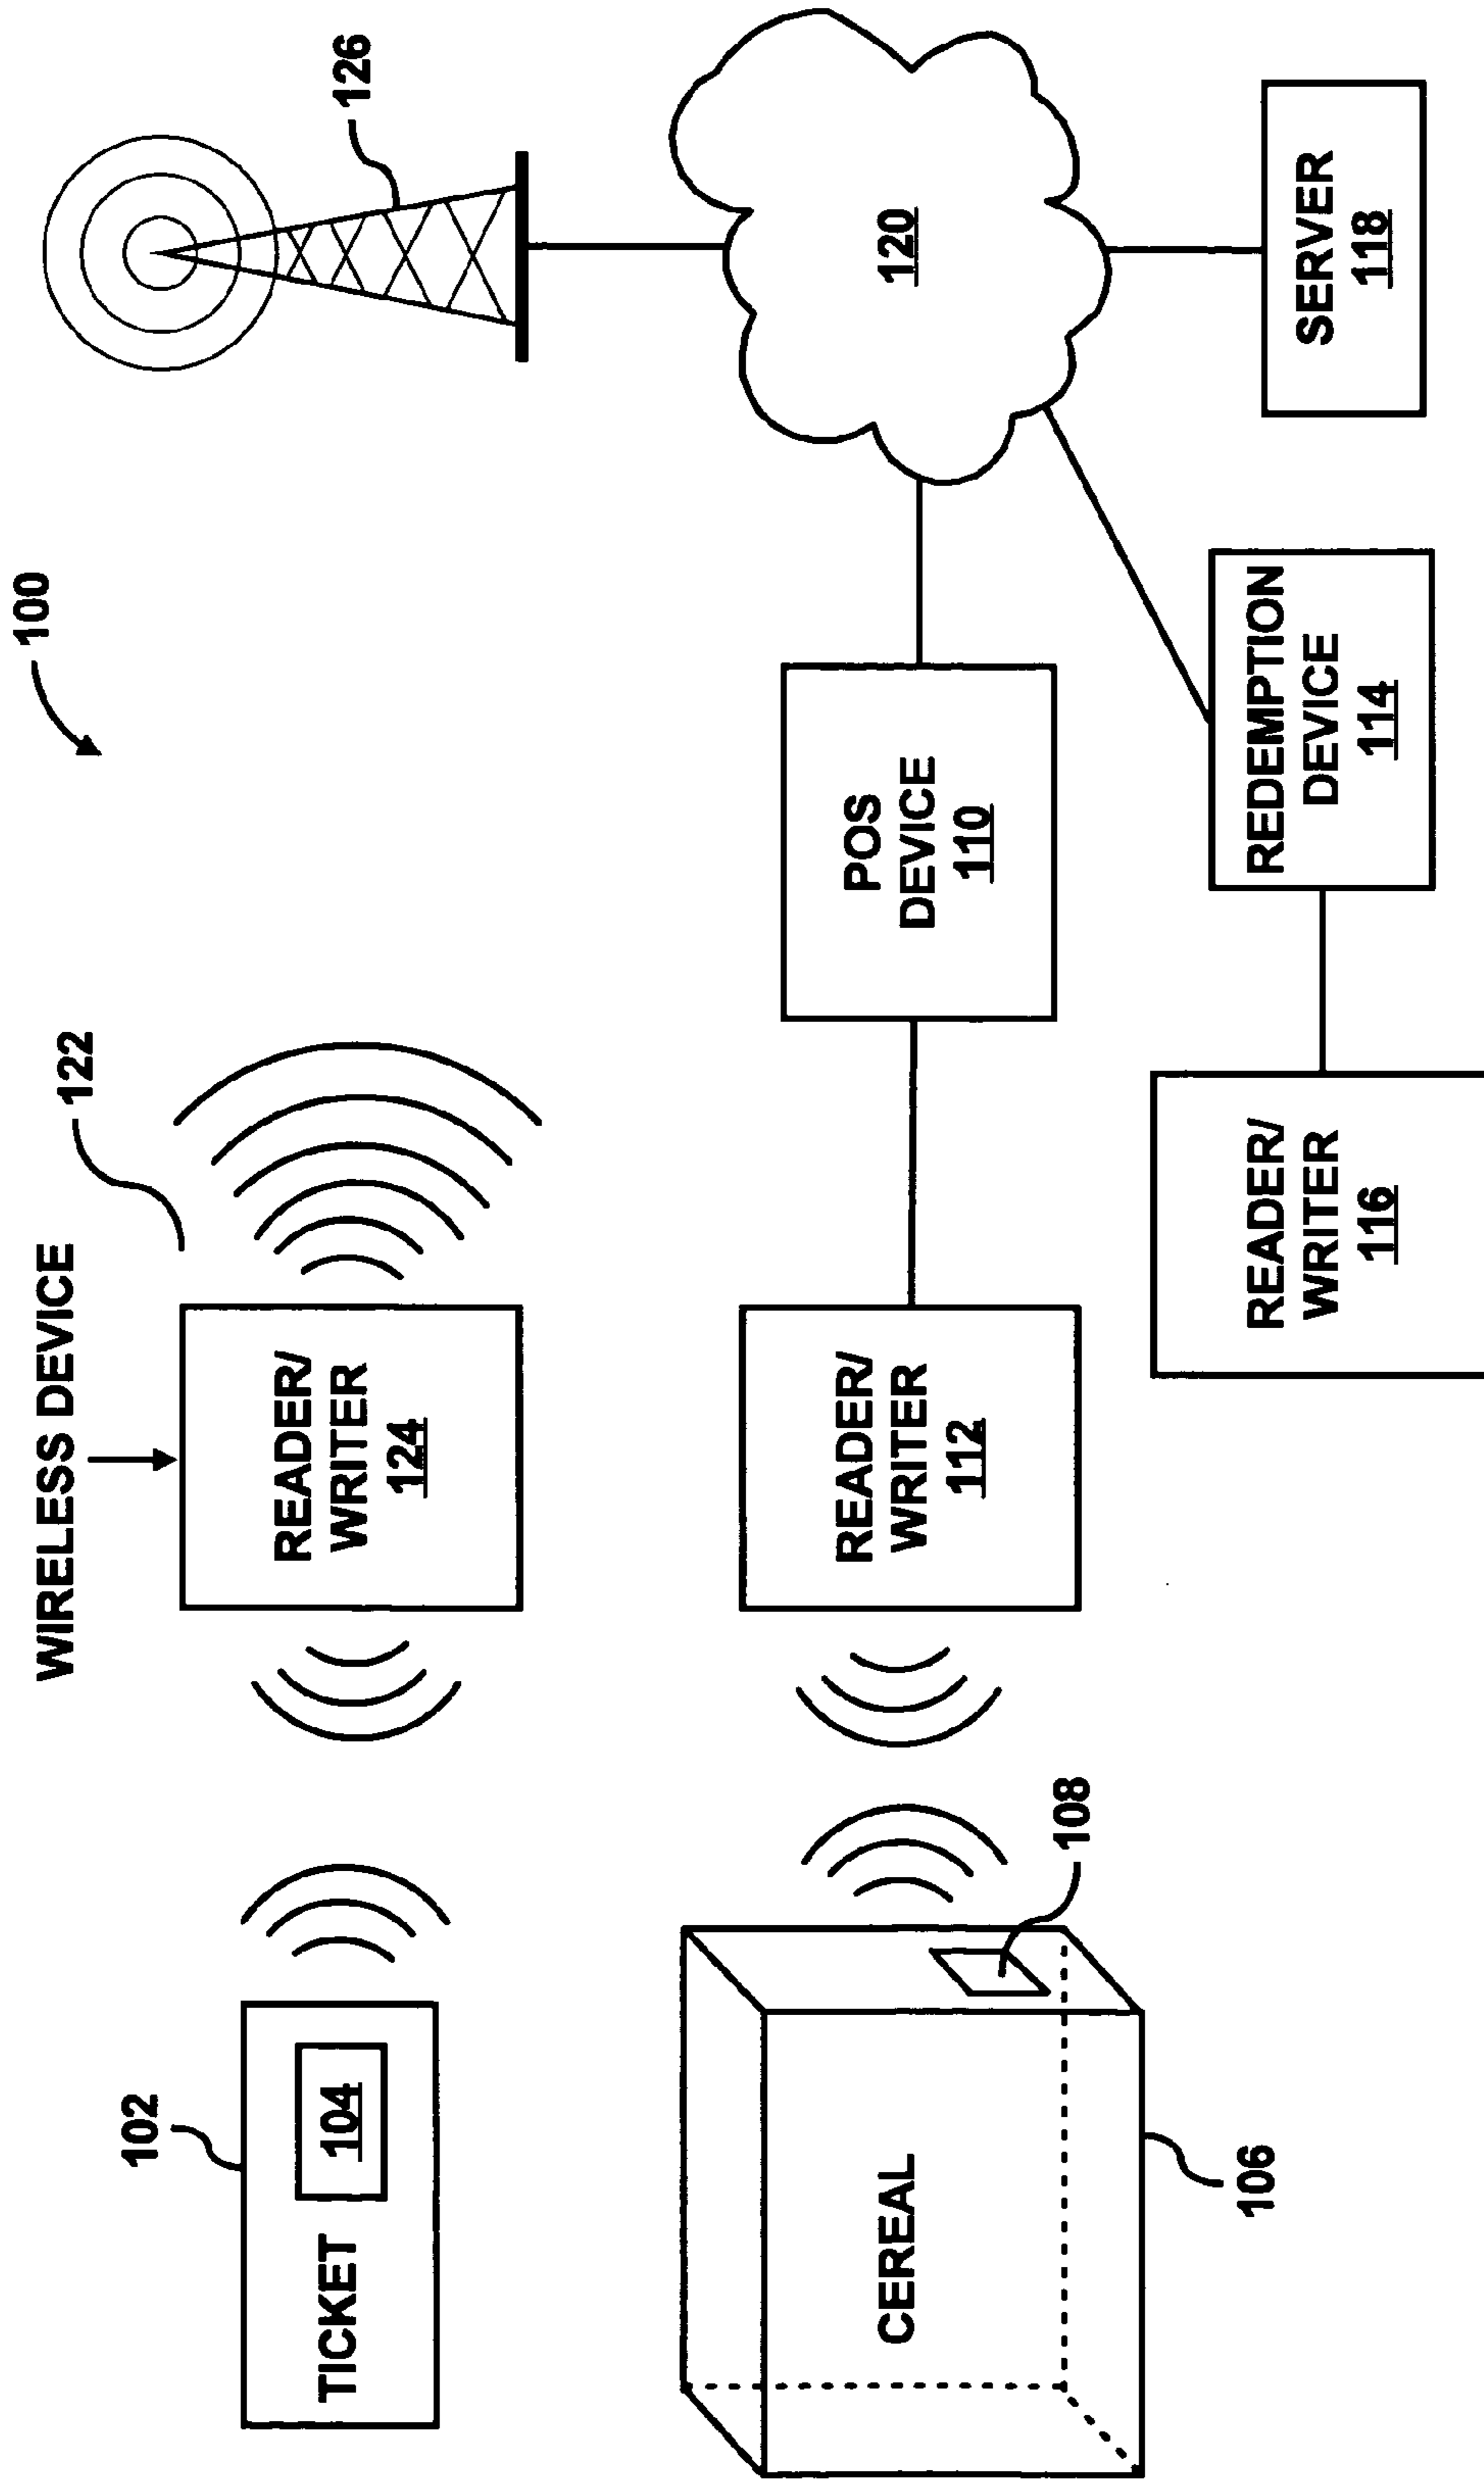 100
WIRELESS DEVICE
122
126
102
TICKET
104
READER/
WRITER
124
CEREAL
108
106
READER/
WRITER
112
POS
DEVICE
110
120
READER/
WRITER
116
REDEMPTION
DEVICE
114
SERVER
118